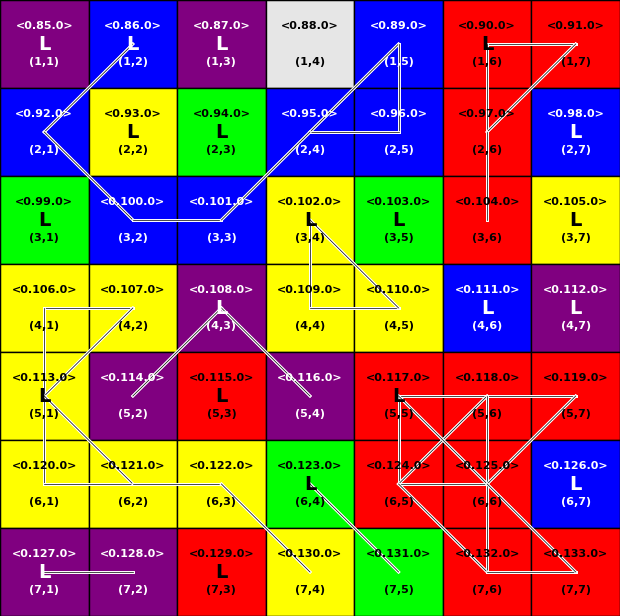 <0.85.0> <0.86.0> <0.87.0> <0.88.0> <0.89.0> <0.90.0> <0.91.0>
L L L L
(1,1) (1,2) (1,3) (1,4) (1,5) (1,6) (1,7)
<0.92.0> <0.93.0> <0.94.0> <0.95.0> <0.96.0> <0.97.0> <0.98.0>
L L L
(2,1) (2,2) (2,3) (2,4) (2,5) (2,6) (2,7)
<0.99.0> <0.100.0> <0.101.0> <0.102.0> <0.103.0> <0.104.0> <0.105.0>
L L L L
(3,1) (3,2) (3,3) (3,4) (3,5) (3,6) (3,7)
<0.106.0> <0.107.0> <0.108.0> <0.109.0> <0.110.0> <0.111.0> <0.112.0>
L L L
(4,1) (4,2) (4,3) (4,4) (4,5) (4,6) (4,7)
<0.113.0> <0.114.0> <0.115.0> <0.116.0> <0.117.0> <0.118.0> <0.119.0>
L L L
(5,1) (5,2) (5,3) (5,4) (5,5) (5,6) (5,7)
<0.120.0> <0.121.0> <0.122.0> <0.123.0> <0.124.0> <0.125.0> <0.126.0>
L L
(6,1) (6,2) (6,3) (6,4) (6,5) (6,6) (6,7)
<0.127.0> <0.128.0> <0.129.0> <0.130.0> <0.131.0> <0.132.0> <0.133.0>
L L
(7,1) (7,2) (7,3) (7,4) (7,5) (7,6) (7,7)